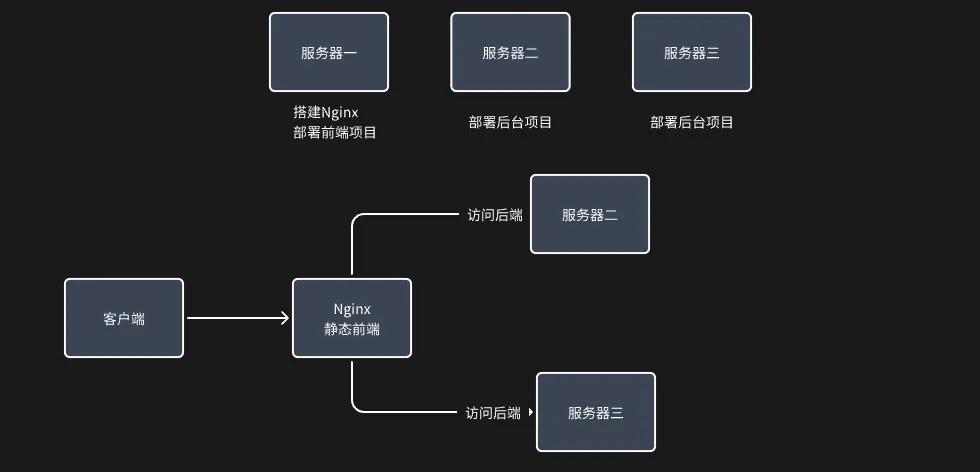 服务器一
服务器二
服务器三
搭建Nginx
部署前端项目
部署后台项目
部署后台项目
访问后端
服务器二
客户端
Nginx
静态前端
访问后端
服务器三